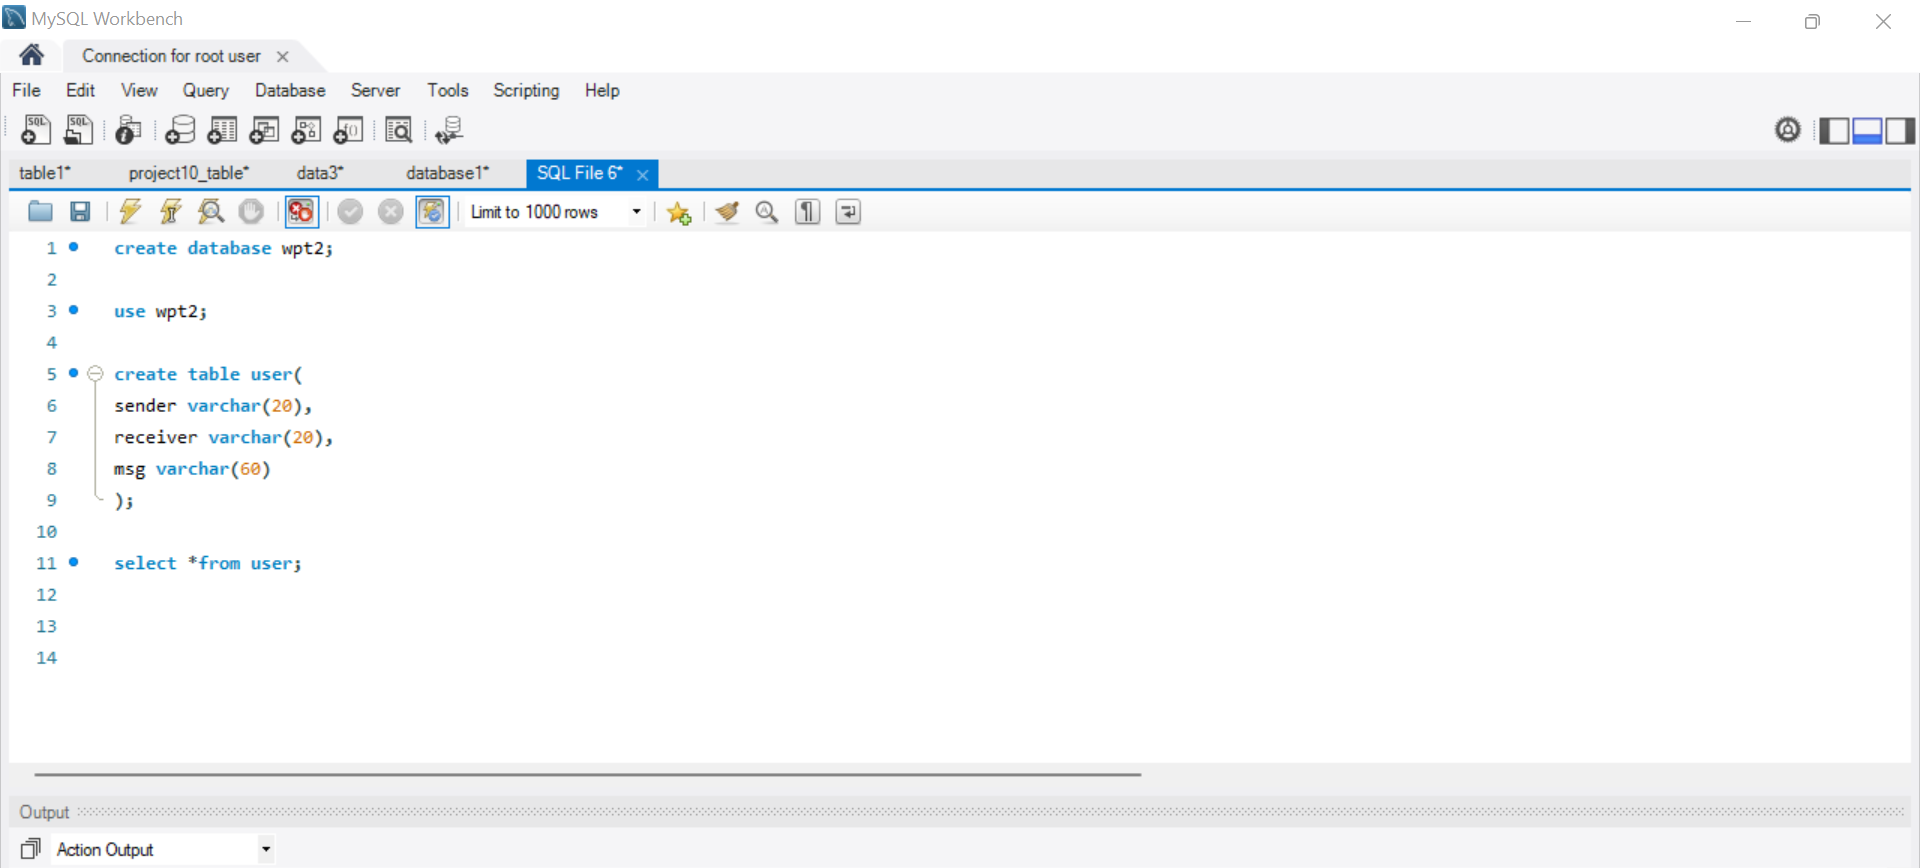 MySQL Workbench
Connection for root user
File Edit View Query Database Server Tools Scripting Help
SQL SQL
table1* project10_table* data3* database1* SQL File 6*
Limit to 1000 rows
1 create database wpt2;
2
3 use wpt2;
4
5 create table user(
6 sender varchar(20),
7 receiver varchar(20),
8 msg varchar(60)
9 );
10
11 select *from user;
12
13
14
Output
Action Output